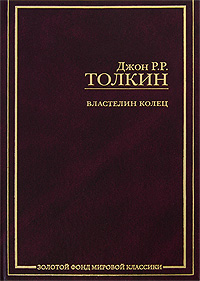 Джон Р.Р.
ТОЛКИН
ВЛАСТЕЛИН КОЛЕЦ
ЗОЛОТОЙ ФОНД МИРОВОЙ КЛАССИКИ